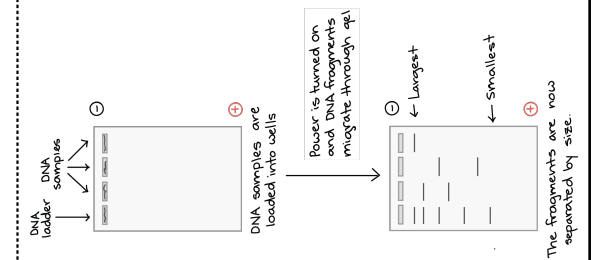 DNA
ladder
DNA
samples
⊖
⊕
DNA samples are
loaded into wells
Power is turned on
and DNA fragments
migrate through gel
⊖
← Largest
← Smallest
⊕
The fragments are now
separated by size.